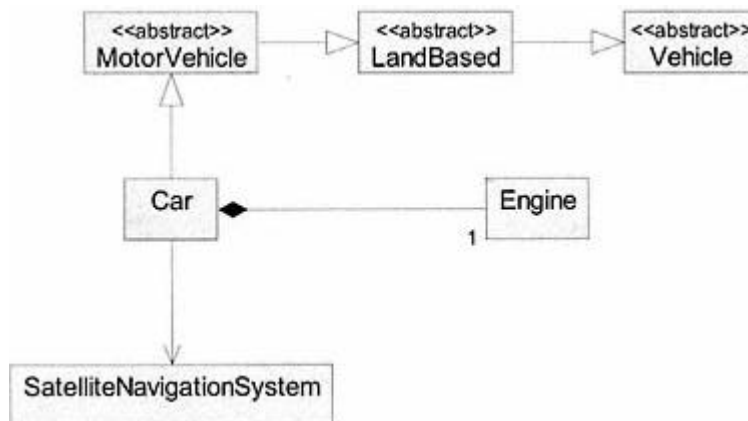 <<abstract>>
MotorVehicle
<<abstract>>
LandBased
<<abstract>>
Vehicle
Car
Engine
1
SatelliteNavigationSystem